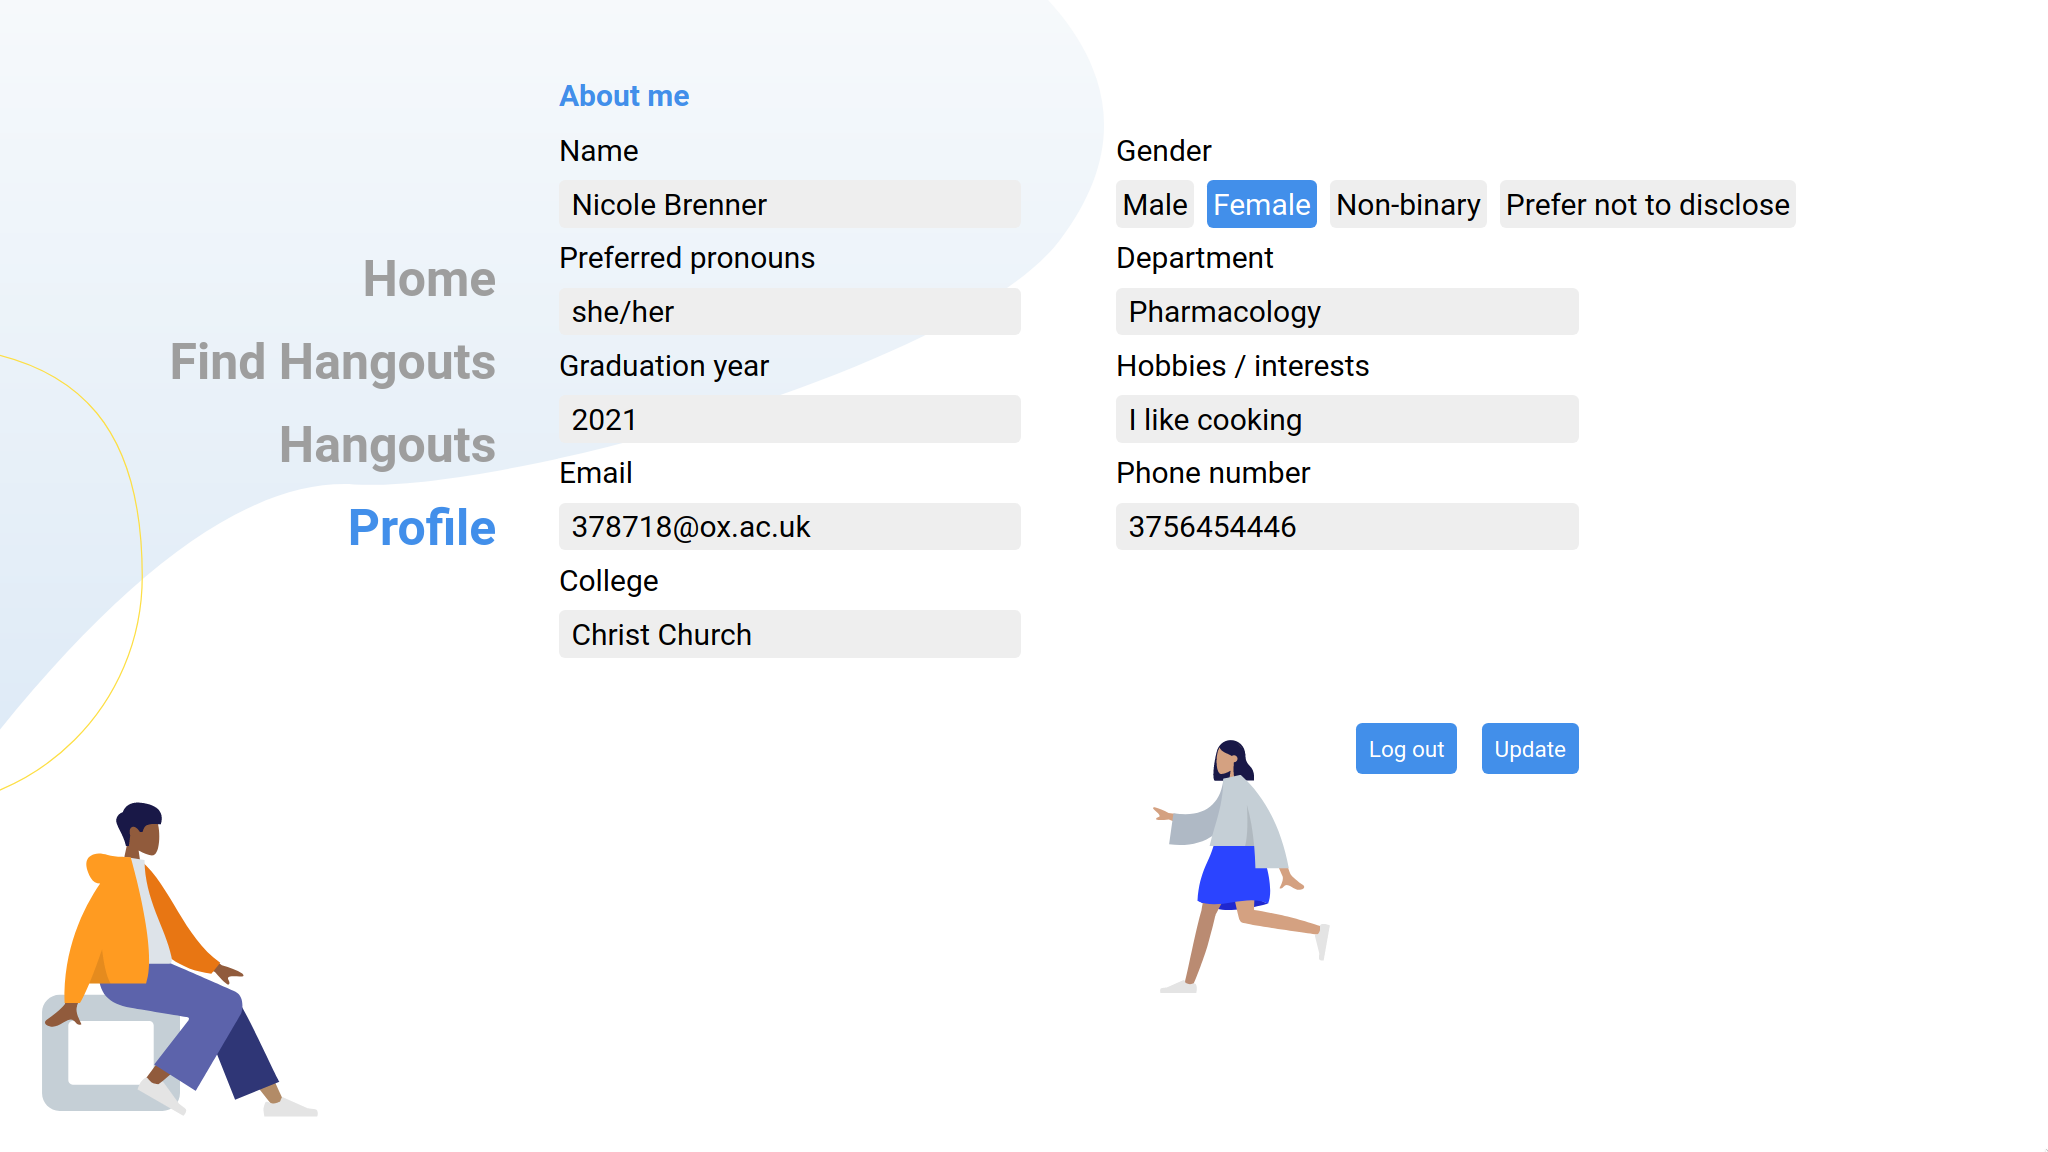 Home
Find Hangouts
Hangouts
Profile
About me
Name
Nicole Brenner
Preferred pronouns
she/her
Graduation year
2021
Email
378718@ox.ac.uk
College
Christ Church
Gender
Male Female Non-binary Prefer not to disclose
Department
Pharmacology
Hobbies / interests
I like cooking
Phone number
3756454446
Log out Update